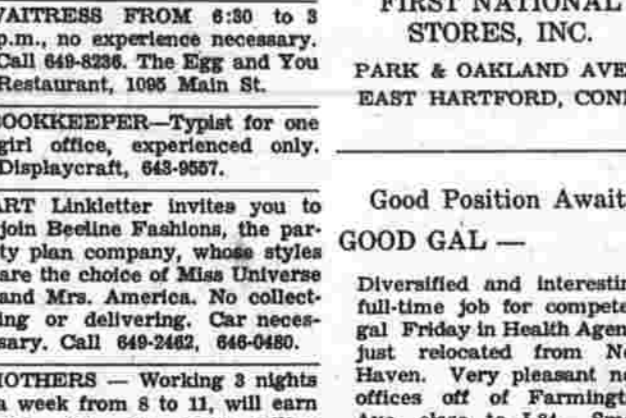 WAITRESS FROM 6:30 to 3
p.m., no experience necessary.
Call 649-8236. The Egg and You
Restaurant, 1095 Main St.
BOOKKEEPER—Typist for one
girl office, experienced only.
Displaycraft, 643-9557.
ART Linkletter invites you to
join Beeline Fashions, the par-
ty plan company, whose styles
are the choice of Miss Universe
and Mrs. America. No collect-
ing or delivering. Car neces-
sary. Call 649-2462, 646-0480.
MOTHERS — Working 3 nights
a week from 8 to 11, will earn
FIRST NATIONAL
STORES, INC.
PARK & OAKLAND AVE
EAST HARTFORD, CONN
Good Position Await
GOOD GAL —
Diversified and interestin
full-time job for compete
gal Friday in Health Agen
just relocated from Ne
Haven. Very pleasant ne
offices off of Farmingt